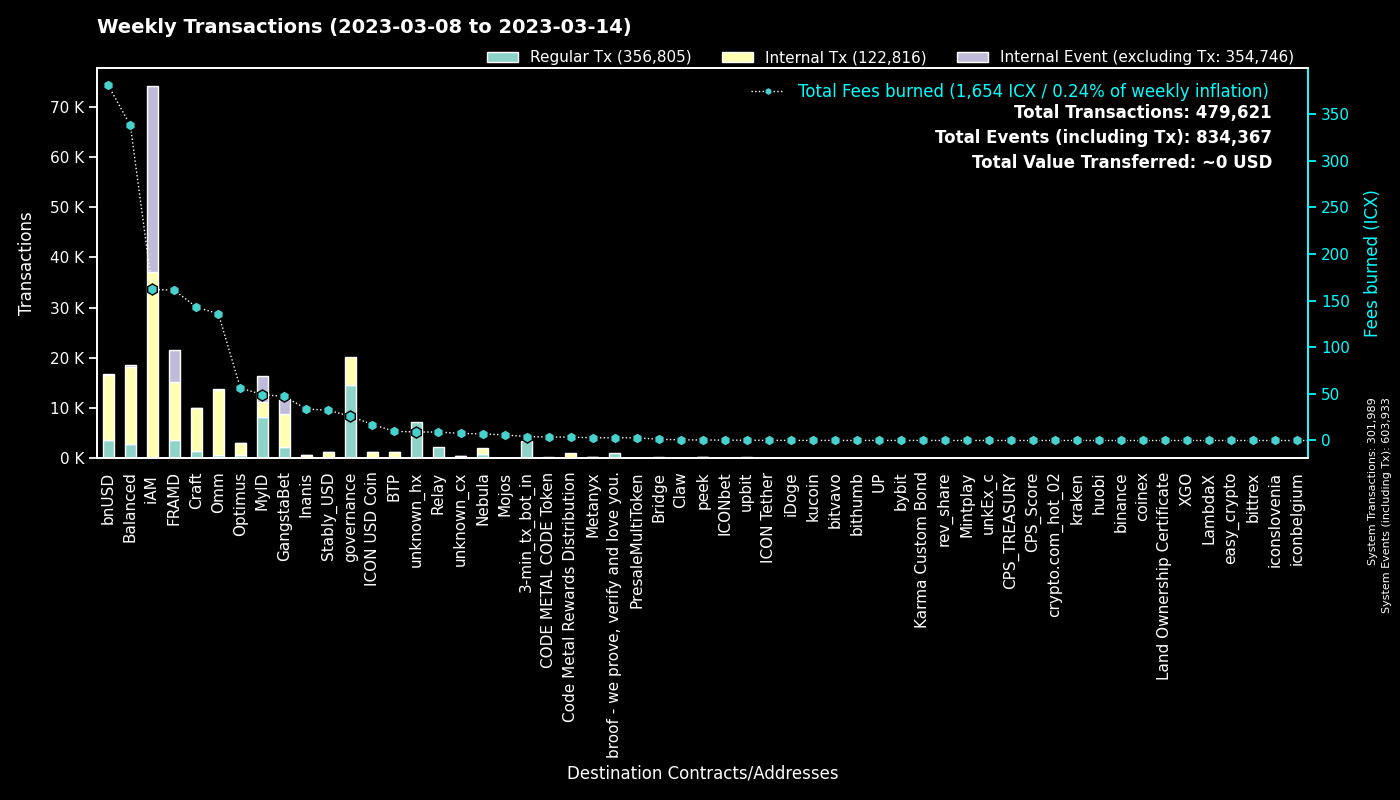 Weekly Transactions (2023-03-08 to 2023-03-14)
Regular Tx (356,805)
Internal Tx (122,816)
Internal Event (excluding Tx: 354,746)
Total Fees burned (1,654 ICX / 0.24% of weekly inflation)
Total Transactions: 479,621
Total Events (including Tx): 834,367
Total Value Transferred: ~0 USD
Transactions
70 K
60 K
50 K
40 K
30 K
20 K
10 K
0 K
350
300
250
200
150
100
50
0
Fees burned (ICX)
bnUSD
Balanced
iAM
FRAMD
Craft
Omm
Optimus
MyID
GangstaBet
Inanis
Stably_USD
governance
ICON USD Coin
BTP
unknown_hx
Relay
unknown_cx
Nebula
Mojos
3-min_tx_bot_in
CODE METAL CODE Token
Code Metal Rewards Distribution
Metanyx
broof - we prove, verify and love you.
PresaleMultiToken
Bridge
Claw
peek
ICONbet
upbit
ICON Tether
iDoge
kucoin
bitvavo
bithumb
UP
bybit
Karma Custom Bond
rev_share
Mintplay
unkEx_c
CPS_TREASURY
CPS_Score
crypto.com_hot_02
kraken
huobi
binance
coinex
Land Ownership Certificate
XGO
LambdaX
easy_crypto
bittrex
iconslovenia
iconbelgium
Destination Contracts/Addresses
System Transactions: 301,989
System Events (including Tx): 603,933